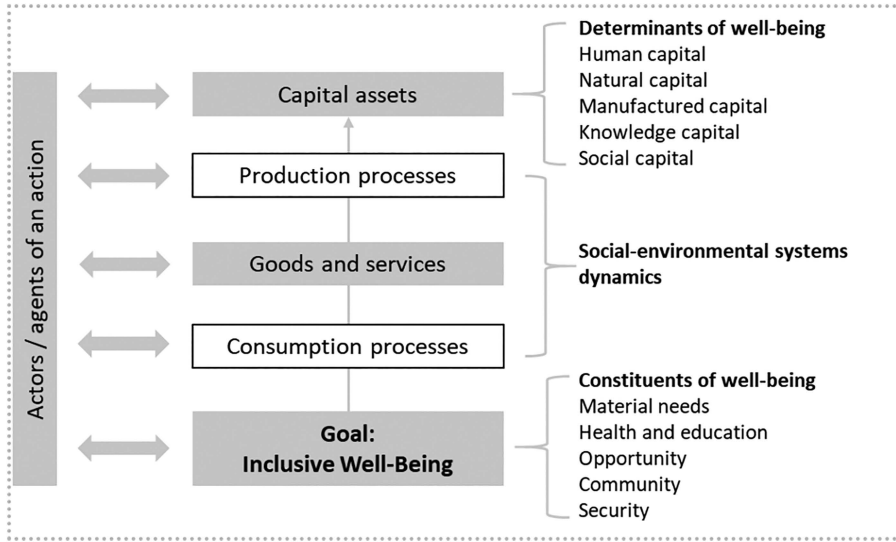 Actors / agents of an action
Capital assets
Production processes
Goods and services
Consumption processes
Goal:
Inclusive Well-Being
Determinants of well-being
Human capital
Natural capital
Manufactured capital
Knowledge capital
Social capital
Social-environmental systems
dynamics
Constituents of well-being
Material needs
Health and education
Opportunity
Community
Security